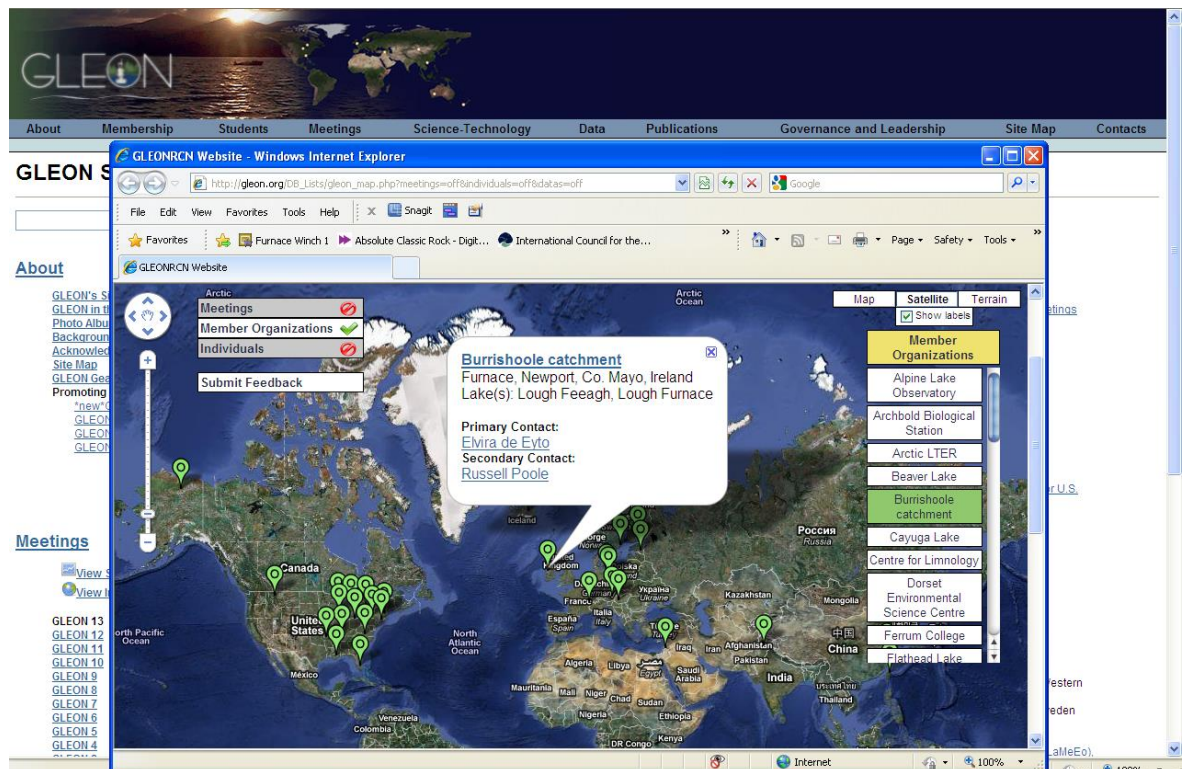 GLEON
About Membership Students Meetings Science-Technology Data Publications Governance and Leadership Site Map Contacts
GLEON S
About
GLEON's Si
GLEON in th
Photo Albu
Backgroun
Acknowled
Site Map
GLEON Gea
Promoting
*new*G
GLEON
GLEON
GLEON
Meetings
View S
View I
GLEON 13
GLEON 12
GLEON 11
GLEON 10
GLEON 9
GLEON 8
GLEON 7
GLEON 6
GLEON 5
GLEON 4
GLEONRCN Website - Windows Internet Explorer
http://gleon.org/DB_Lists/gleon_map.php?meetings=off&individuals=off&datas=off
Google
File Edit View Favorites Tools Help Snagit
Favorites Furnace Winch 1 Absolute Classic Rock - Digit... International Council for the... » Page Safety Tools »
GLEONRCN Website
Arctic
Meetings
Member Organizations
Individuals
Submit Feedback
Arctic
Ocean
Map Satellite Terrain
Show labels
Burrishoole catchment
Furnace, Newport, Co. Mayo, Ireland
Lake(s): Lough Feeagh, Lough Furnace
Primary Contact:
Elvira de Eyto
Secondary Contact:
Russell Poole
Member
Organizations
Alpine Lake
Observatory
Archbold Biological
Station
Arctic LTER
Beaver Lake
Burrishoole
catchment
Cayuga Lake
Centre for Limnology
Dorset
Environmental
Science Centre
Ferrum College
Flathead Lake
Iceland
Norge
Россия
Russia
Canada
United
States
North Pacific
Ocean
México
Venezuela
Colombia
North
Atlantic
Ocean
France
España
Spain
Italia
Italy
Україна
Ukraine
Kazakhstan
Mongolia
中国
China
Iraq
Iran
Afghanistan
Pakistan
India
Thailand
Algeria
Libya
Egypt
Saudi
Arabia
Mauritania
Mali
Niger
Chad
Sudan
Nigeria
Ethiopia
DR Congo
Kenya
etings
or U.S.
estern
eden
LaMeEo),
Internet
100%